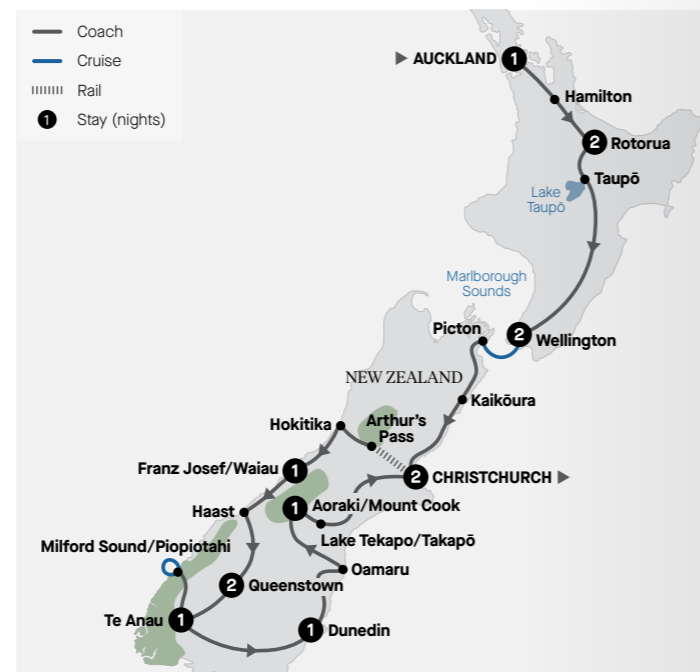 Coach
Cruise
Rail
1 Stay (nights)
▶ AUCKLAND 1
Hamilton
2 Rotorua
Taupō
Lake
Taupō
Marlborough
Sounds
Picton
2 Wellington
NEW ZEALAND
Kaikōura
Hokitika
Arthur's
Pass
Franz Josef/Waiau 1
2 CHRISTCHURCH ▶
1 Aoraki/Mount Cook
Haast
Lake Tekapo/Takapō
Milford Sound/Piopiotahi
Oamaru
2 Queenstown
Te Anau 1
1 Dunedin